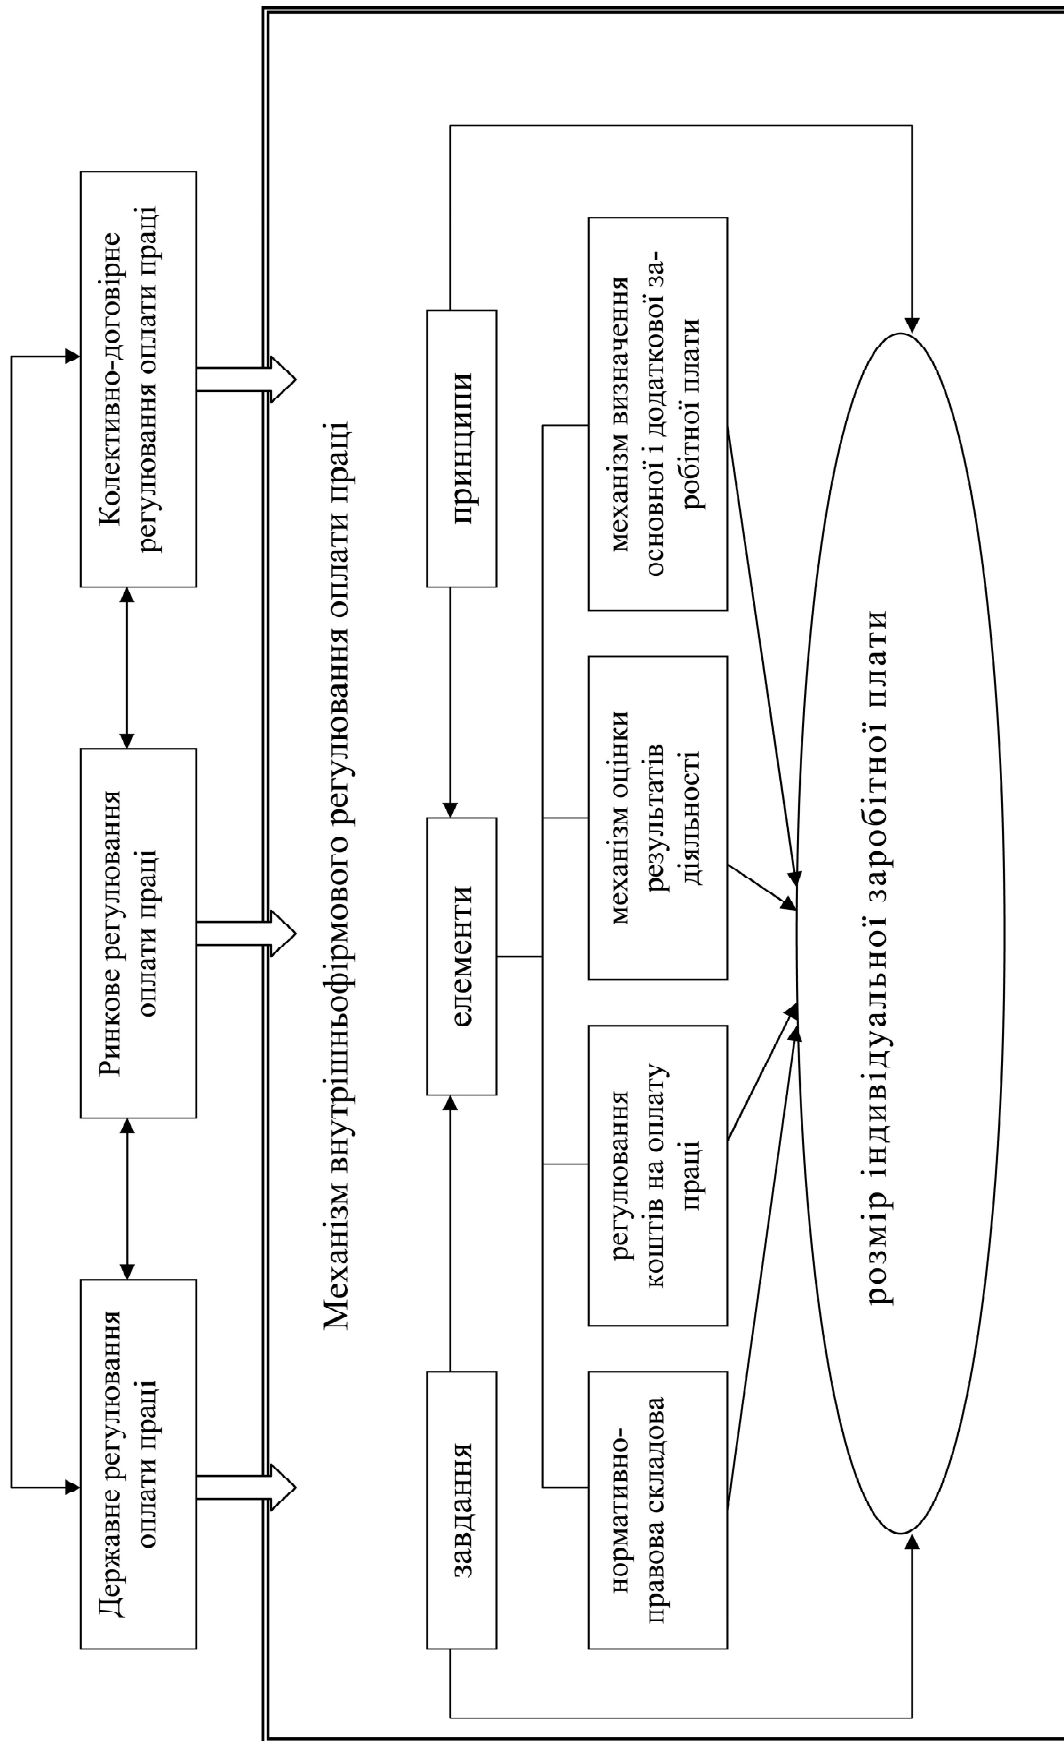 Державне регулювання
оплати праці
Ринкове регулювання
оплати праці
Колективно-договірне
регулювання оплати праці
Механізм внутрішньофірмового регулювання оплати праці
завдання
елементи
принципи
нормативно-
правова складова
регулювання
коштів на оплату
праці
механізм оцінки
результатів
діяльності
механізм визначення
основної і додаткової за-
робітної плати
розмір індивідуальної заробітної плати